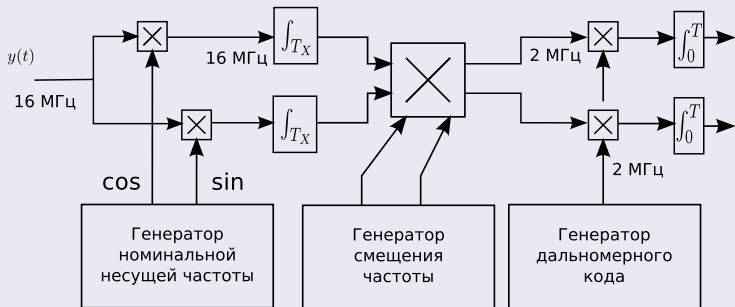 y(t)
16 МГц
16 МГц
∫_{T_X}
∫_{T_X}
2 МГц
∫_0^T
∫_0^T
2 МГц
cos
sin
Генератор
номинальной
несущей частоты
Генератор
смещения
частоты
Генератор
дальномерного
кода